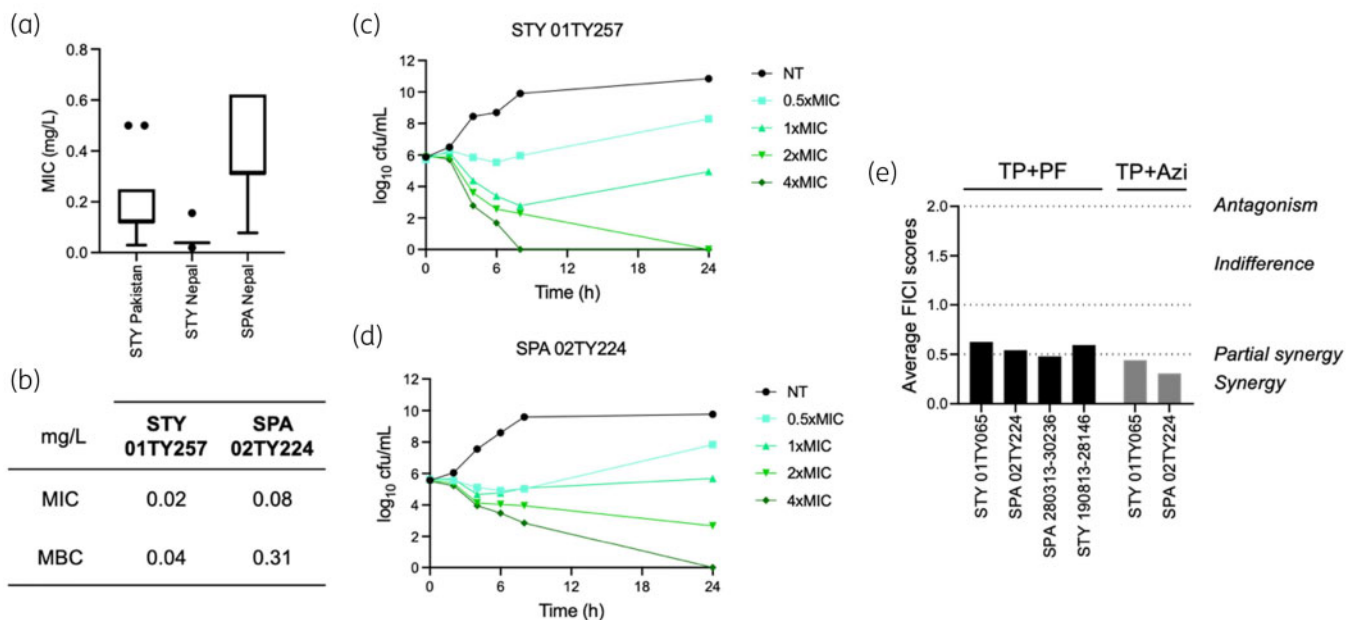 (a)
MIC (mg/L)
0.8
0.6
0.4
0.2
0.0
STY Pakistan
STY Nepal
SPA Nepal
(b)
mg/L
STY 01TY257
SPA 02TY224
MIC
0.02
0.08
MBC
0.04
0.31
(c)
STY 01TY257
log10 cfu/mL
12
10
8
6
4
2
0
0
6
12
18
24
Time (h)
NT
0.5xMIC
1xMIC
2xMIC
4xMIC
(d)
SPA 02TY224
log10 cfu/mL
12
10
8
6
4
2
0
0
6
12
18
24
Time (h)
NT
0.5xMIC
1xMIC
2xMIC
4xMIC
(e)
TP+PF
TP+Azi
Average FICI scores
2.0
1.5
1.0
0.5
0.0
Antagonism
Indifference
Partial synergy
Synergy
STY 01TY065
SPA 02TY224
SPA 280313-30236
STY 190813-28146
STY 01TY065
SPA 02TY224